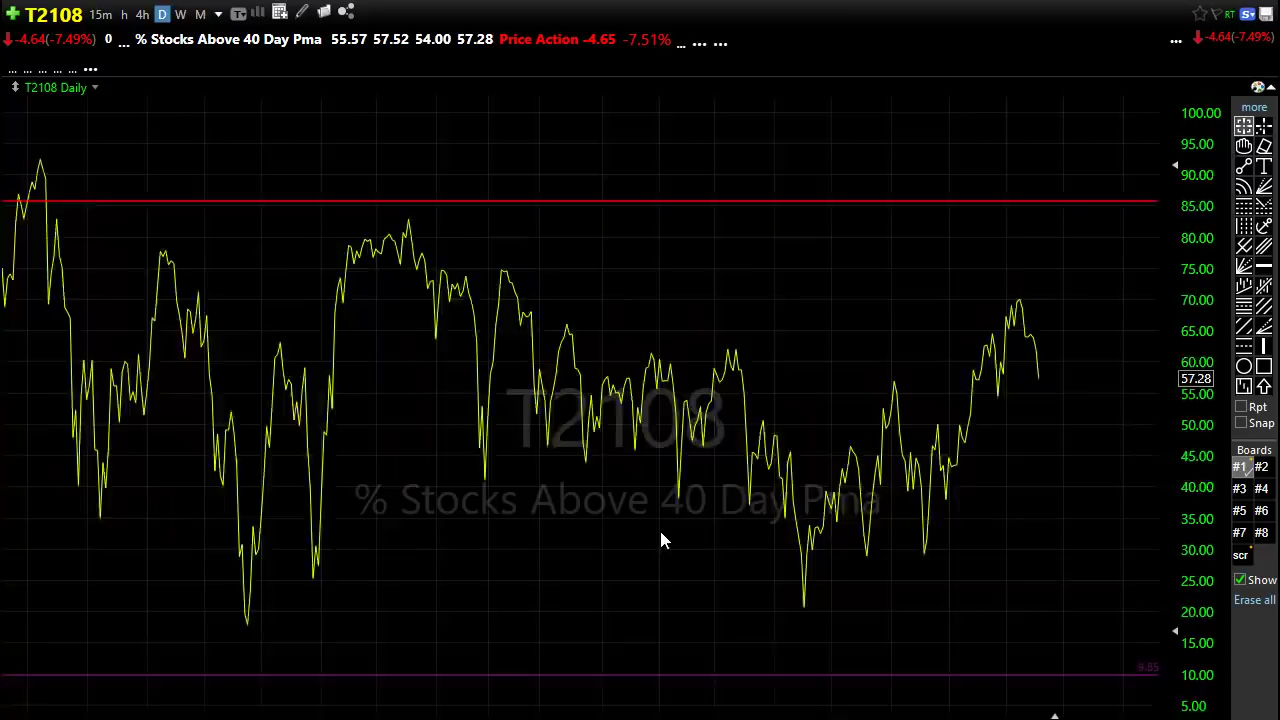 T2108 15m h 4h D W M RT S
-4.64(-7.49%) 0 ... % Stocks Above 40 Day Pma 55.57 57.52 54.00 57.28 Price Action -4.65 -7.51% ... ... ... ... -4.64(-7.49%)
... ... ... ... ... ...
T2108 Daily
more
100.00
95.00
90.00
85.00
80.00
75.00
70.00
65.00
60.00
57.28
55.00
50.00
45.00
40.00
35.00
30.00
25.00
20.00
15.00
10.00
5.00
9.85
T2108
% Stocks Above 40 Day Pma
T
Rpt
Snap
Boards
#1 #2
#3 #4
#5 #6
#7 #8
scr
Show
Erase all